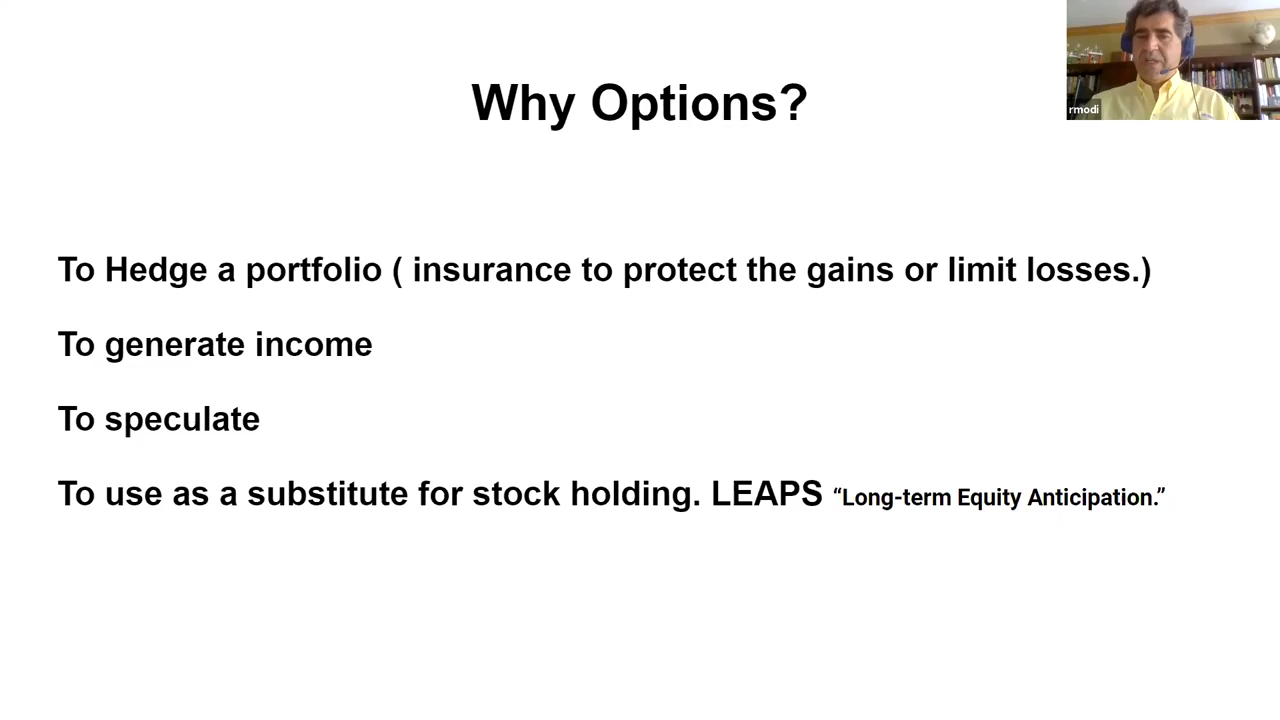 Why Options?
rmodi
To Hedge a portfolio ( insurance to protect the gains or limit losses.)
To generate income
To speculate
To use as a substitute for stock holding. LEAPS “Long-term Equity Anticipation.”